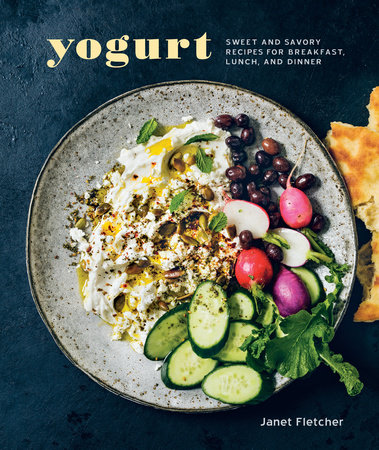 yogurt
SWEET AND SAVORY
RECIPES FOR BREAKFAST,
LUNCH, AND DINNER
Janet Fletcher